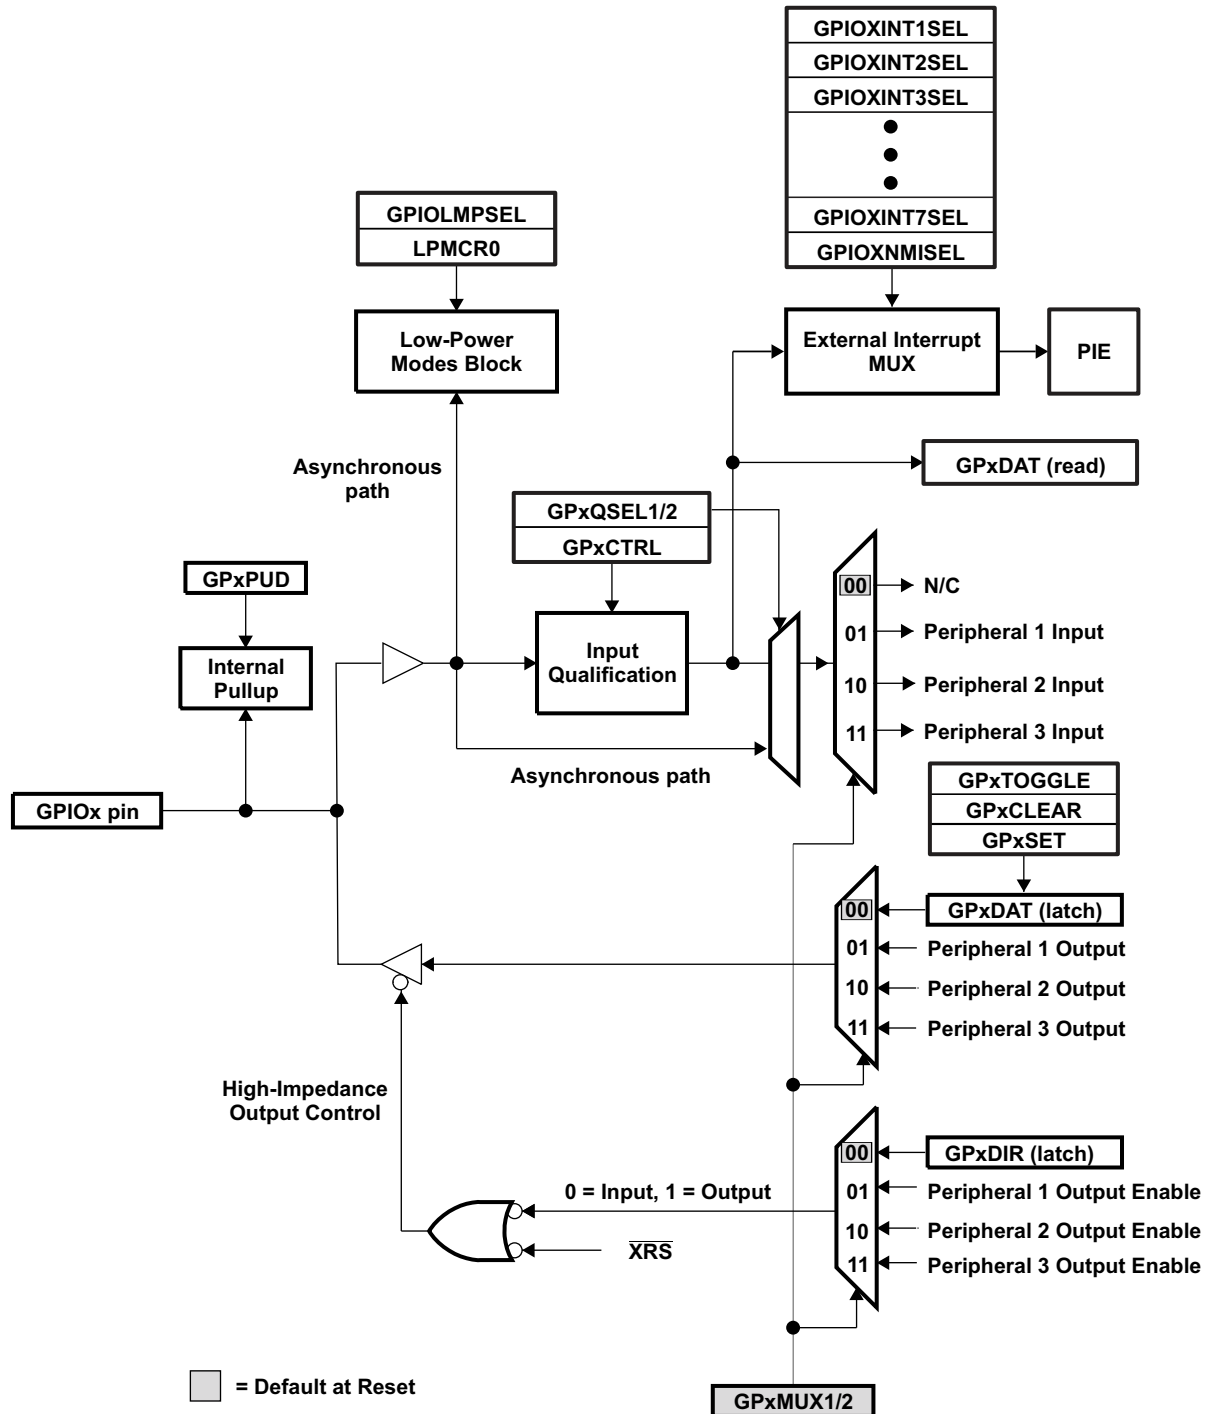 GPIOXINT1SEL
GPIOXINT2SEL
GPIOXINT3SEL
GPIOXINT7SEL
GPIOXNMISEL
GPIOLMPSEL
LPMCR0
Low-Power
Modes Block
External Interrupt
MUX
PIE
Asynchronous
path
GPxDAT (read)
GPxQSEL1/2
GPxCTRL
GPxPUD
Internal
Pullup
Input
Qualification
00
N/C
01
Peripheral 1 Input
10
Peripheral 2 Input
11
Peripheral 3 Input
Asynchronous path
GPIOx pin
GPxTOGGLE
GPxCLEAR
GPxSET
00
GPxDAT (latch)
01
Peripheral 1 Output
10
Peripheral 2 Output
11
Peripheral 3 Output
High-Impedance
Output Control
00
GPxDIR (latch)
0 = Input, 1 = Output
01
Peripheral 1 Output Enable
10
Peripheral 2 Output Enable
11
Peripheral 3 Output Enable
XRS
= Default at Reset
GPxMUX1/2